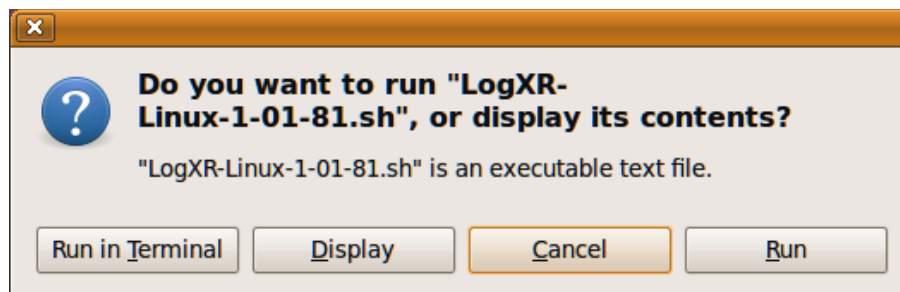 Do you want to run "LogXR-
Linux-1-01-81.sh", or display its contents?
"LogXR-Linux-1-01-81.sh" is an executable text file.
Run in Terminal Display Cancel Run